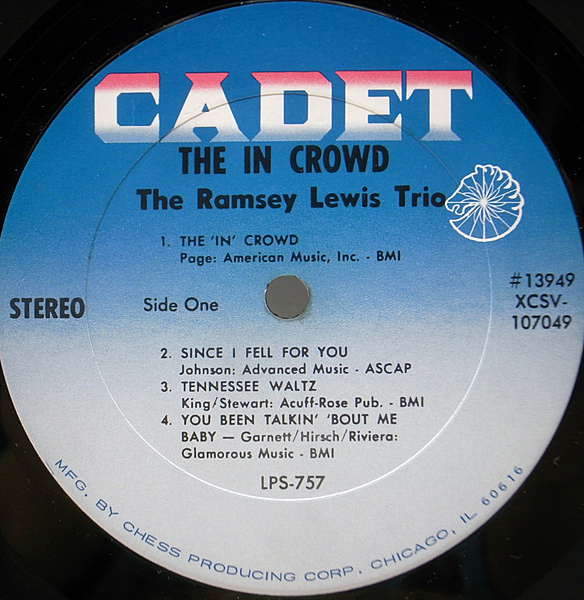 CADET
THE IN CROWD
The Ramsey Lewis Trio
1. THE 'IN' CROWD
Page: American Music, Inc. - BMI
STEREO
Side One
#13949
XCSV-
107049
2. SINCE I FELL FOR YOU
Johnson: Advanced Music - ASCAP
3. TENNESSEE WALTZ
King/Stewart: Acuff-Rose Pub. - BMI
4. YOU BEEN TALKIN' 'BOUT ME
BABY — Garnett/Hirsch/Riviera:
Glamorous Music - BMI
LPS-757
MFG. BY CHESS PRODUCING CORP. CHICAGO, IL 60616